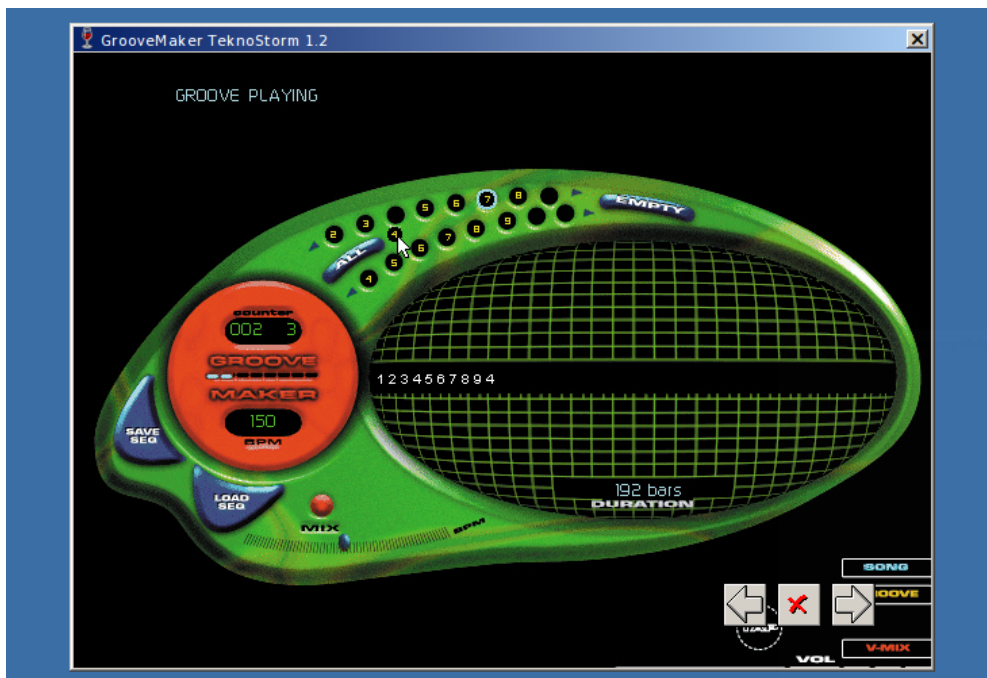 GrooveMaker TeknoStorm 1.2
GROOVE PLAYING
2 3 5 6 7 8
EMPTY
ALL
4 5 6 7 8 9
4
counter
002 3
GROOVE
MAKER
150
BPM
1234567894
SAVE
SEQ
LOAD
SEQ
MIX
BPM
192 bars
DURATION
SONG
OOVE
V-MIX
VOL